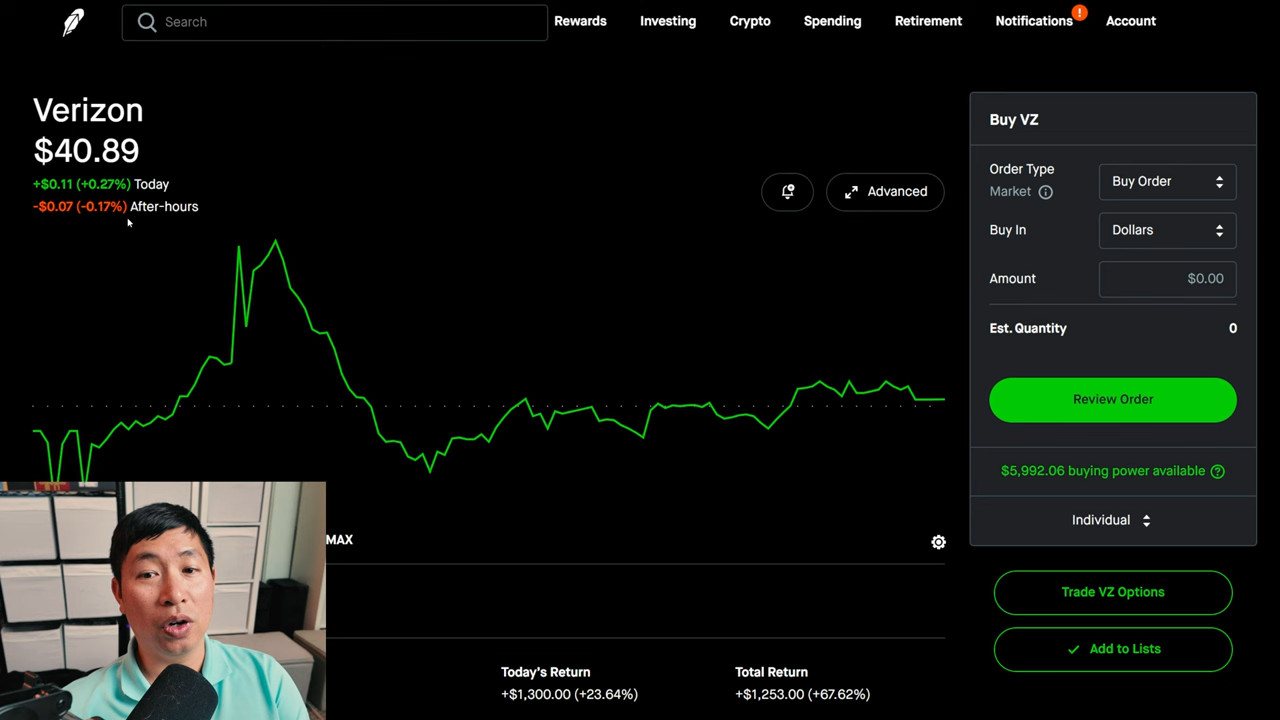 Search
Rewards
Investing
Crypto
Spending
Retirement
Notifications
!
Account
Verizon
$40.89
+$0.11 (+0.27%) Today
-$0.07 (-0.17%) After-hours
Advanced
MAX
Today's Return
+$1,300.00 (+23.64%)
Total Return
+$1,253.00 (+67.62%)
Buy VZ
Order Type
Market
Buy Order
Buy In
Dollars
Amount
$0.00
Est. Quantity
0
Review Order
$5,992.06 buying power available
Individual
Trade VZ Options
Add to Lists